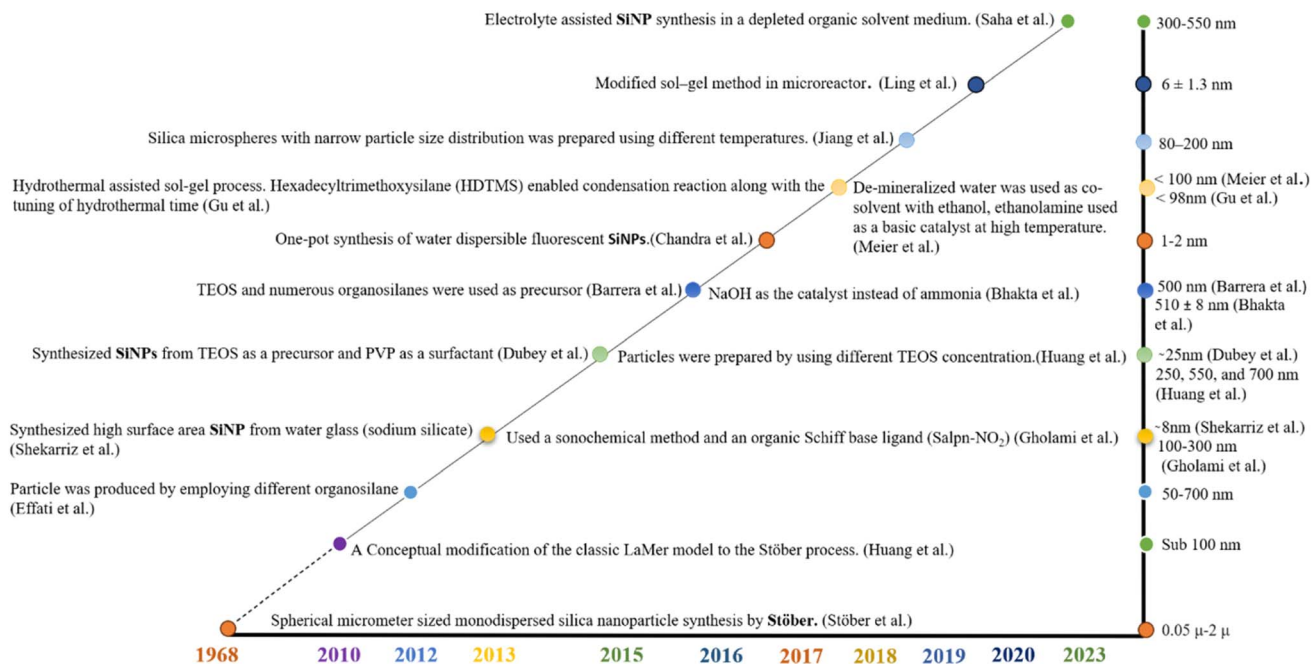 Electrolyte assisted SiNP synthesis in a depleted organic solvent medium. (Saha et al.)
300-550 nm
Modified sol–gel method in microreactor. (Ling et al.)
6 ± 1.3 nm
Silica microspheres with narrow particle size distribution was prepared using different temperatures. (Jiang et al.)
80–200 nm
Hydrothermal assisted sol-gel process. Hexadecyltrimethoxysilane (HDTMS) enabled condensation reaction along with the
tuning of hydrothermal time (Gu et al.)
De-mineralized water was used as co-
solvent with ethanol, ethanolamine used
as a basic catalyst at high temperature.
(Meier et al.)
< 100 nm (Meier et al.)
< 98nm (Gu et al.)
One-pot synthesis of water dispersible fluorescent SiNPs.(Chandra et al.)
1-2 nm
TEOS and numerous organosilanes were used as precursor (Barrera et al.)
NaOH as the catalyst instead of ammonia (Bhakta et al.)
500 nm (Barrera et al.)
510 ± 8 nm (Bhakta
et al.)
Synthesized SiNPs from TEOS as a precursor and PVP as a surfactant (Dubey et al.)
Particles were prepared by using different TEOS concentration.(Huang et al.)
~25nm (Dubey et al.)
250, 550, and 700 nm
(Huang et al.)
Synthesized high surface area SiNP from water glass (sodium silicate)
(Shekarriz et al.)
Used a sonochemical method and an organic Schiff base ligand (Salpn-NO₂) (Gholami et al.)
~8nm (Shekarriz et al.)
100-300 nm
(Gholami et al.)
Particle was produced by employing different organosilane
(Effati et al.)
50-700 nm
A Conceptual modification of the classic LaMer model to the Stöber process. (Huang et al.)
Sub 100 nm
Spherical micrometer sized monodispersed silica nanoparticle synthesis by Stöber. (Stöber et al.)
0.05 μ-2 μ
1968 2010 2012 2013 2015 2016 2017 2018 2019 2020 2023